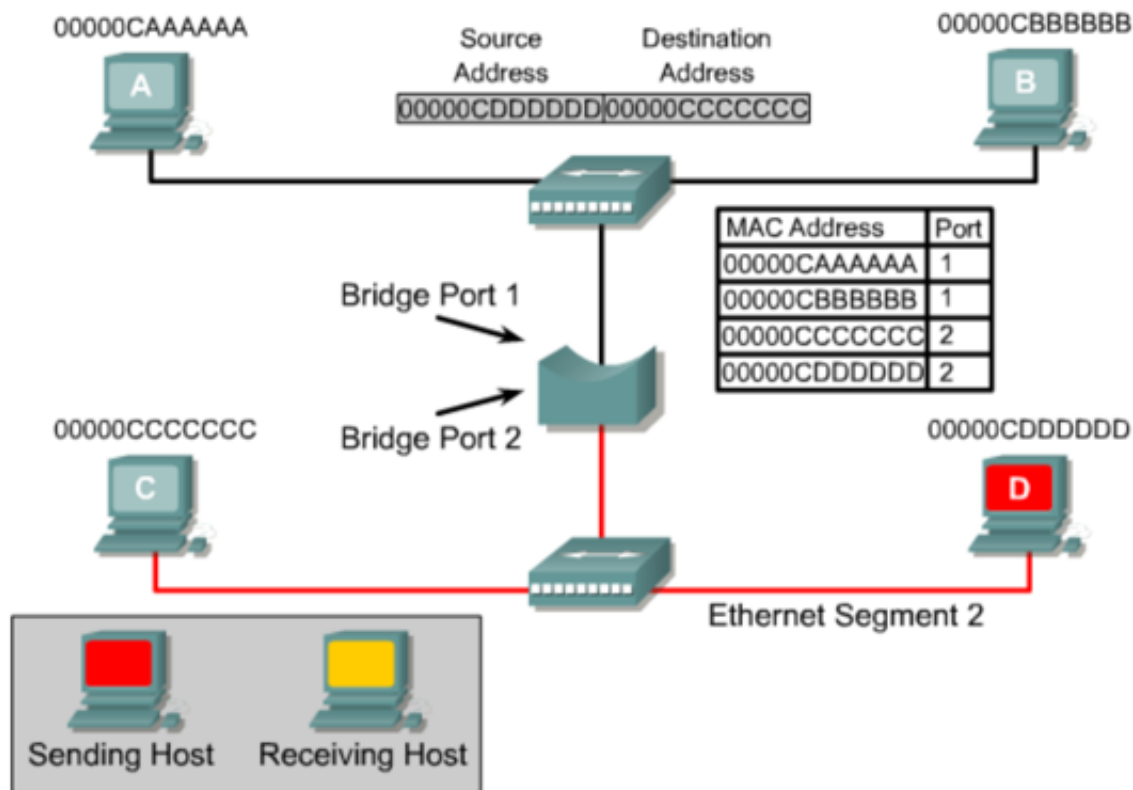 00000CAAAAAA
00000CBBBBBB
Source Address
Destination Address
00000CDDDDDD 00000CCCCCCC
A
B
MAC Address Port
00000CAAAAAA 1
00000CBBBBBB 1
00000CCCCCCC 2
00000CDDDDDD 2
Bridge Port 1
Bridge Port 2
00000CCCCCCC
00000CDDDDDD
C
D
Ethernet Segment 2
Sending Host
Receiving Host